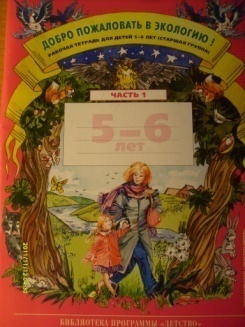 ДОБРО ПОЖАЛОВАТЬ В ЭКОЛОГИЮ !
РАБОЧАЯ ТЕТРАДЬ ДЛЯ ДЕТЕЙ 5–6 ЛЕТ (СТАРШАЯ ГРУППА)
ЧАСТЬ 1
5–6
ЛЕТ
БИБЛИОТЕКА ПРОГРАММЫ «ДЕТСТВО»